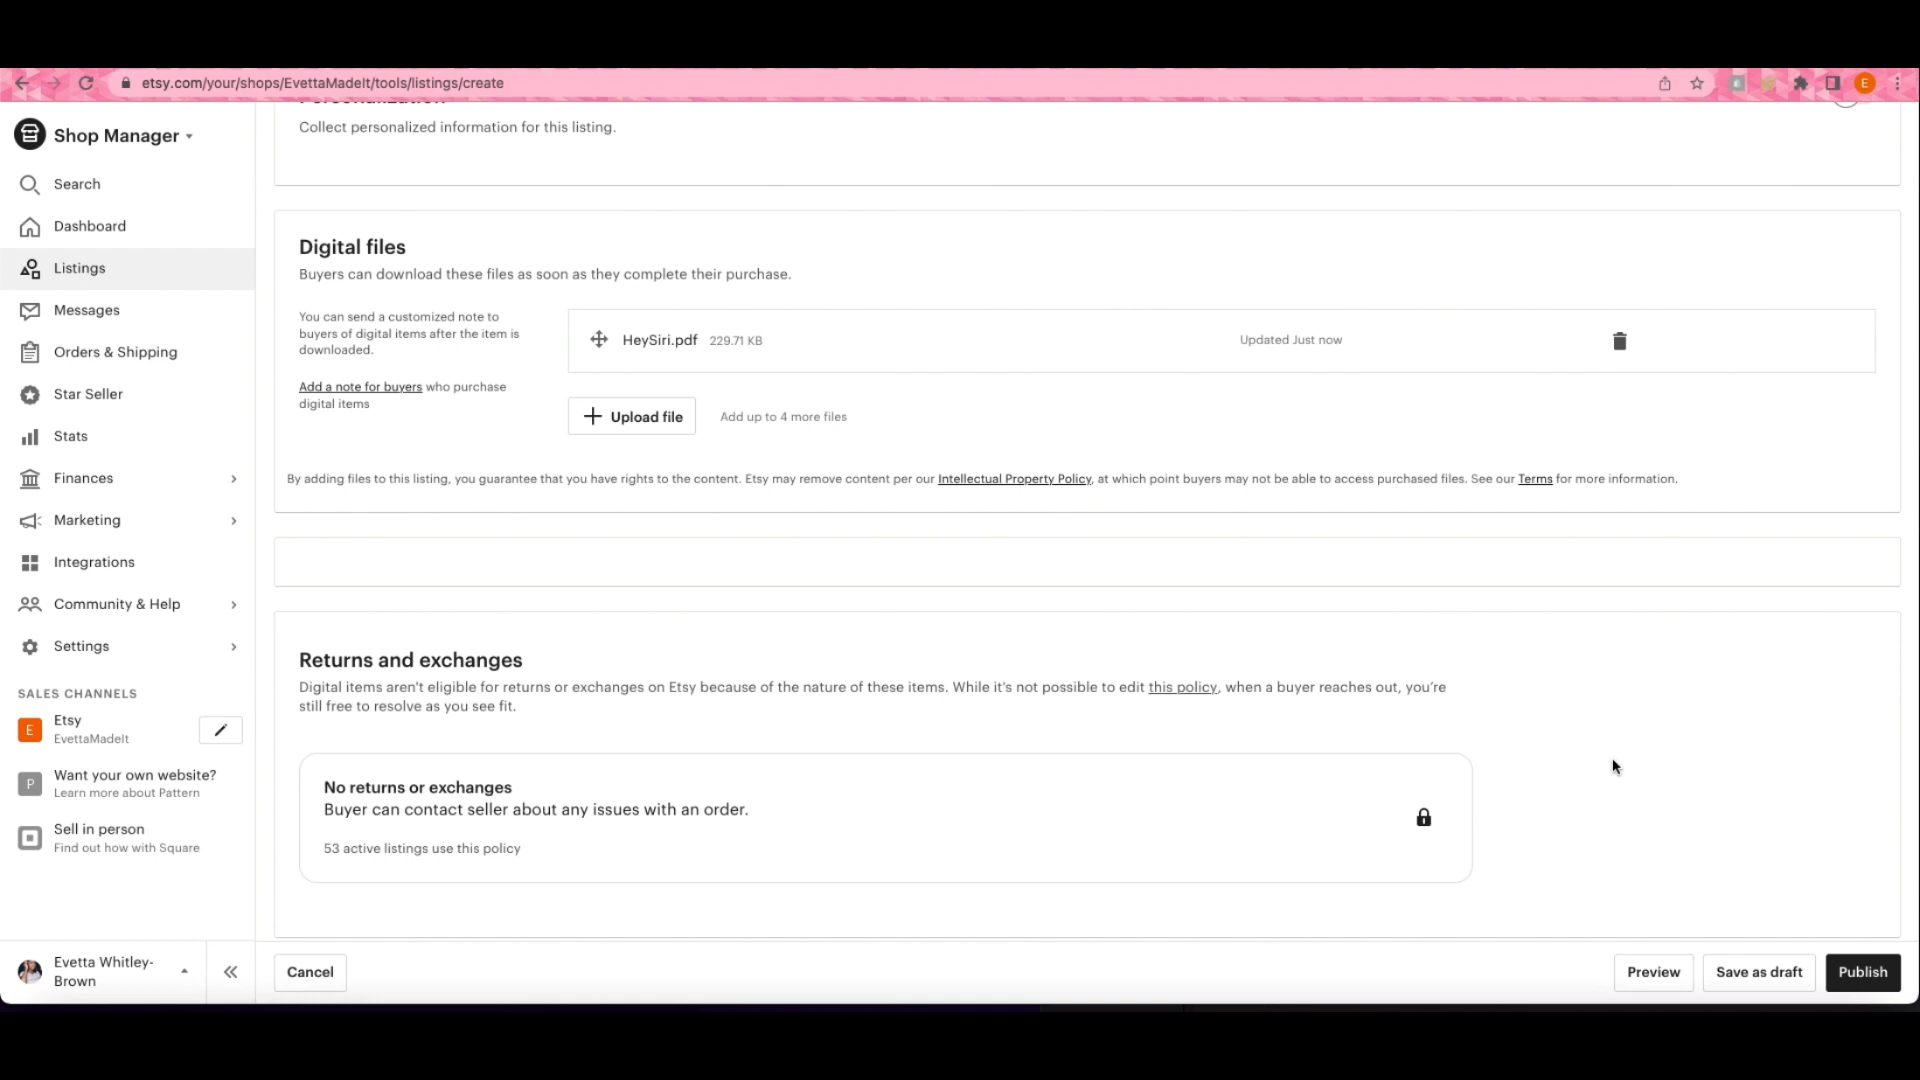 etsy.com/your/shops/EvettaMadeIt/tools/listings/create
E
Shop Manager
Search
Dashboard
Listings
Messages
Orders & Shipping
Star Seller
Stats
Finances
Marketing
Integrations
Community & Help
Settings
SALES CHANNELS
E
Etsy
EvettaMadeIt
P
Want your own website?
Learn more about Pattern
Sell in person
Find out how with Square
Evetta Whitley-
Brown
Personalization
Collect personalized information for this listing.
Digital files
Buyers can download these files as soon as they complete their purchase.
You can send a customized note to
buyers of digital items after the item is
downloaded.
Add a note for buyers who purchase
digital items
HeySiri.pdf 229.71 KB Updated Just now
Upload file Add up to 4 more files
By adding files to this listing, you guarantee that you have rights to the content. Etsy may remove content per our Intellectual Property Policy, at which point buyers may not be able to access purchased files. See our Terms for more information.
Returns and exchanges
Digital items aren't eligible for returns or exchanges on Etsy because of the nature of these items. While it's not possible to edit this policy, when a buyer reaches out, you're
still free to resolve as you see fit.
No returns or exchanges
Buyer can contact seller about any issues with an order.
53 active listings use this policy
Cancel
Preview
Save as draft
Publish